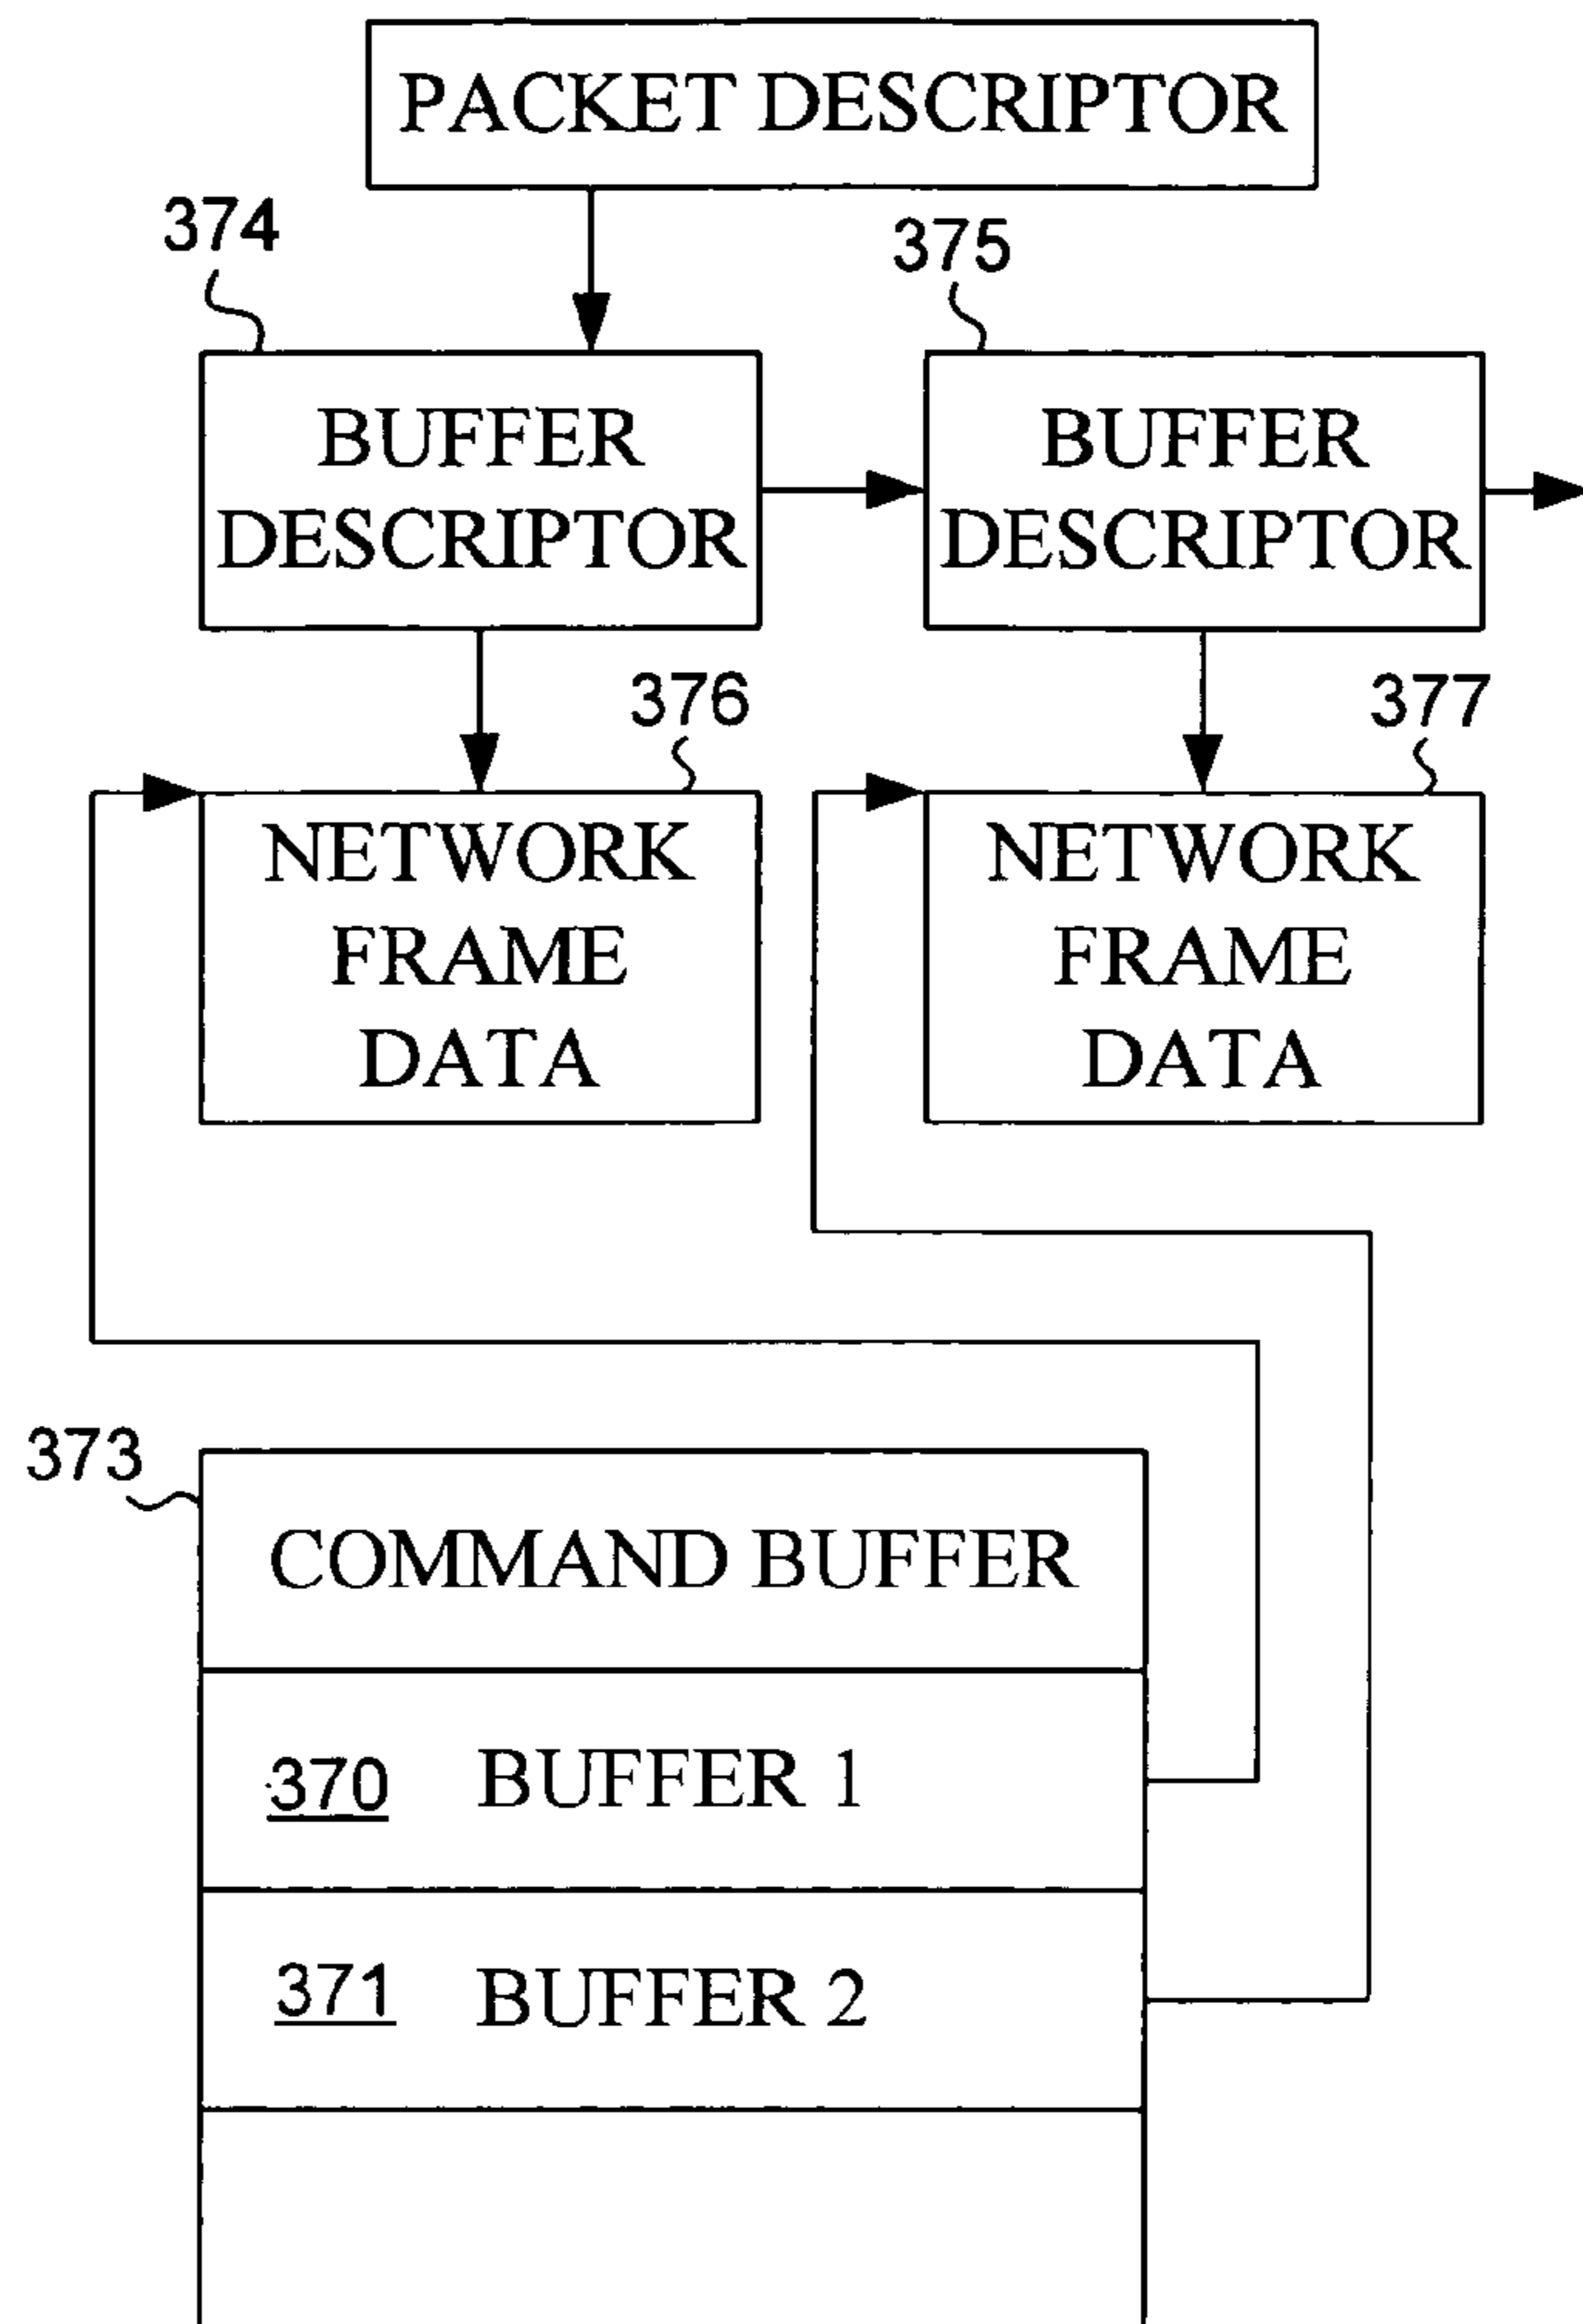 PACKET DESCRIPTOR
374
375
BUFFER
DESCRIPTOR
BUFFER
DESCRIPTOR
376
377
NETWORK
FRAME
DATA
NETWORK
FRAME
DATA
373
COMMAND BUFFER
370 BUFFER 1
371 BUFFER 2